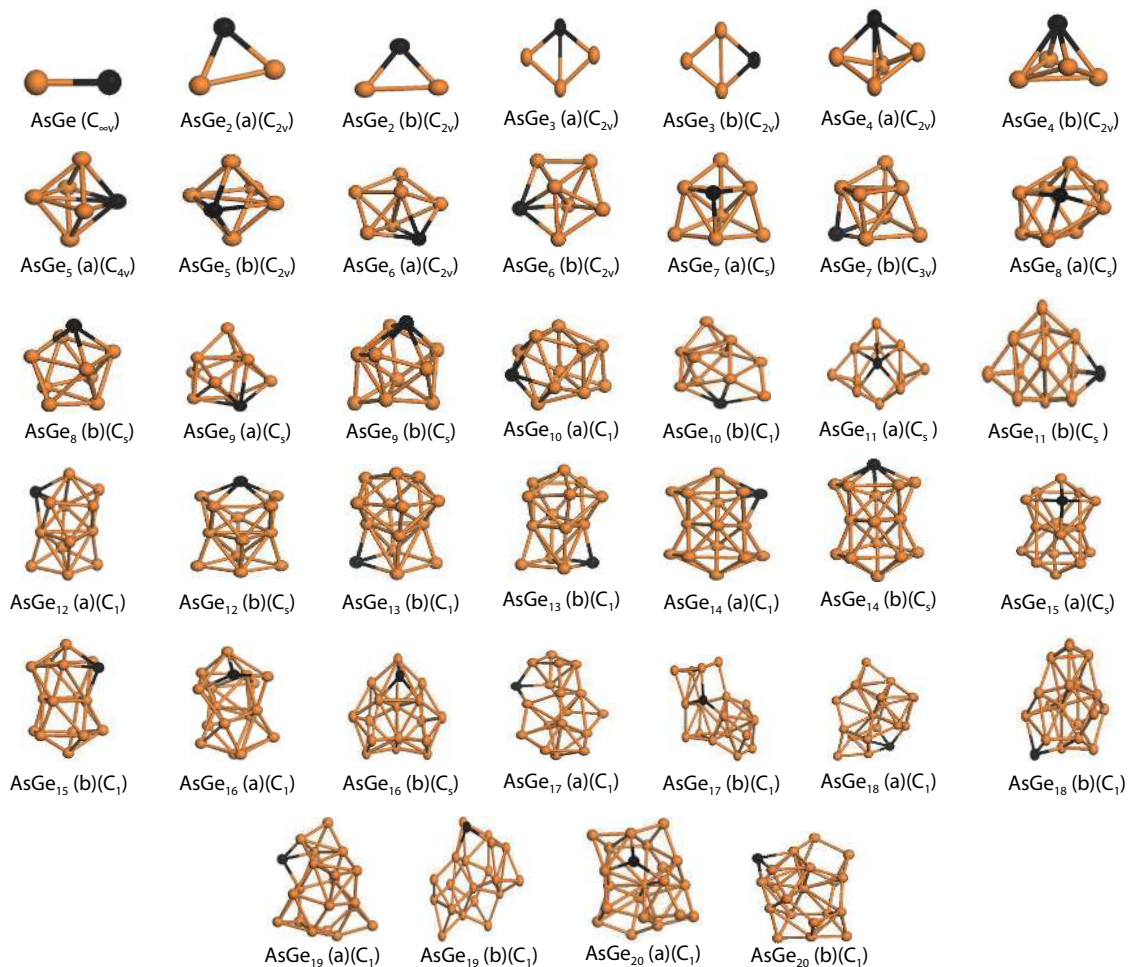 AsGe (C∞v) AsGe₂ (a)(C₂ᵥ) AsGe₂ (b)(C₂ᵥ) AsGe₃ (a)(C₂ᵥ) AsGe₃ (b)(C₂ᵥ) AsGe₄ (a)(C₂ᵥ) AsGe₄ (b)(C₂ᵥ)
AsGe₅ (a)(C₄ᵥ) AsGe₅ (b)(C₂ᵥ) AsGe₆ (a)(C₂ᵥ) AsGe₆ (b)(C₂ᵥ) AsGe₇ (a)(Cₛ) AsGe₇ (b)(C₃ᵥ) AsGe₈ (a)(Cₛ)
AsGe₈ (b)(Cₛ) AsGe₉ (a)(Cₛ) AsGe₉ (b)(Cₛ) AsGe₁₀ (a)(C₁) AsGe₁₀ (b)(C₁) AsGe₁₁ (a)(Cₛ) AsGe₁₁ (b)(Cₛ)
AsGe₁₂ (a)(C₁) AsGe₁₂ (b)(Cₛ) AsGe₁₃ (b)(C₁) AsGe₁₃ (b)(C₁) AsGe₁₄ (a)(C₁) AsGe₁₄ (b)(Cₛ) AsGe₁₅ (a)(Cₛ)
AsGe₁₅ (b)(C₁) AsGe₁₆ (a)(C₁) AsGe₁₆ (b)(Cₛ) AsGe₁₇ (a)(C₁) AsGe₁₇ (b)(C₁) AsGe₁₈ (a)(C₁) AsGe₁₈ (b)(C₁)
AsGe₁₉ (a)(C₁) AsGe₁₉ (b)(C₁) AsGe₂₀ (a)(C₁) AsGe₂₀ (b)(C₁)